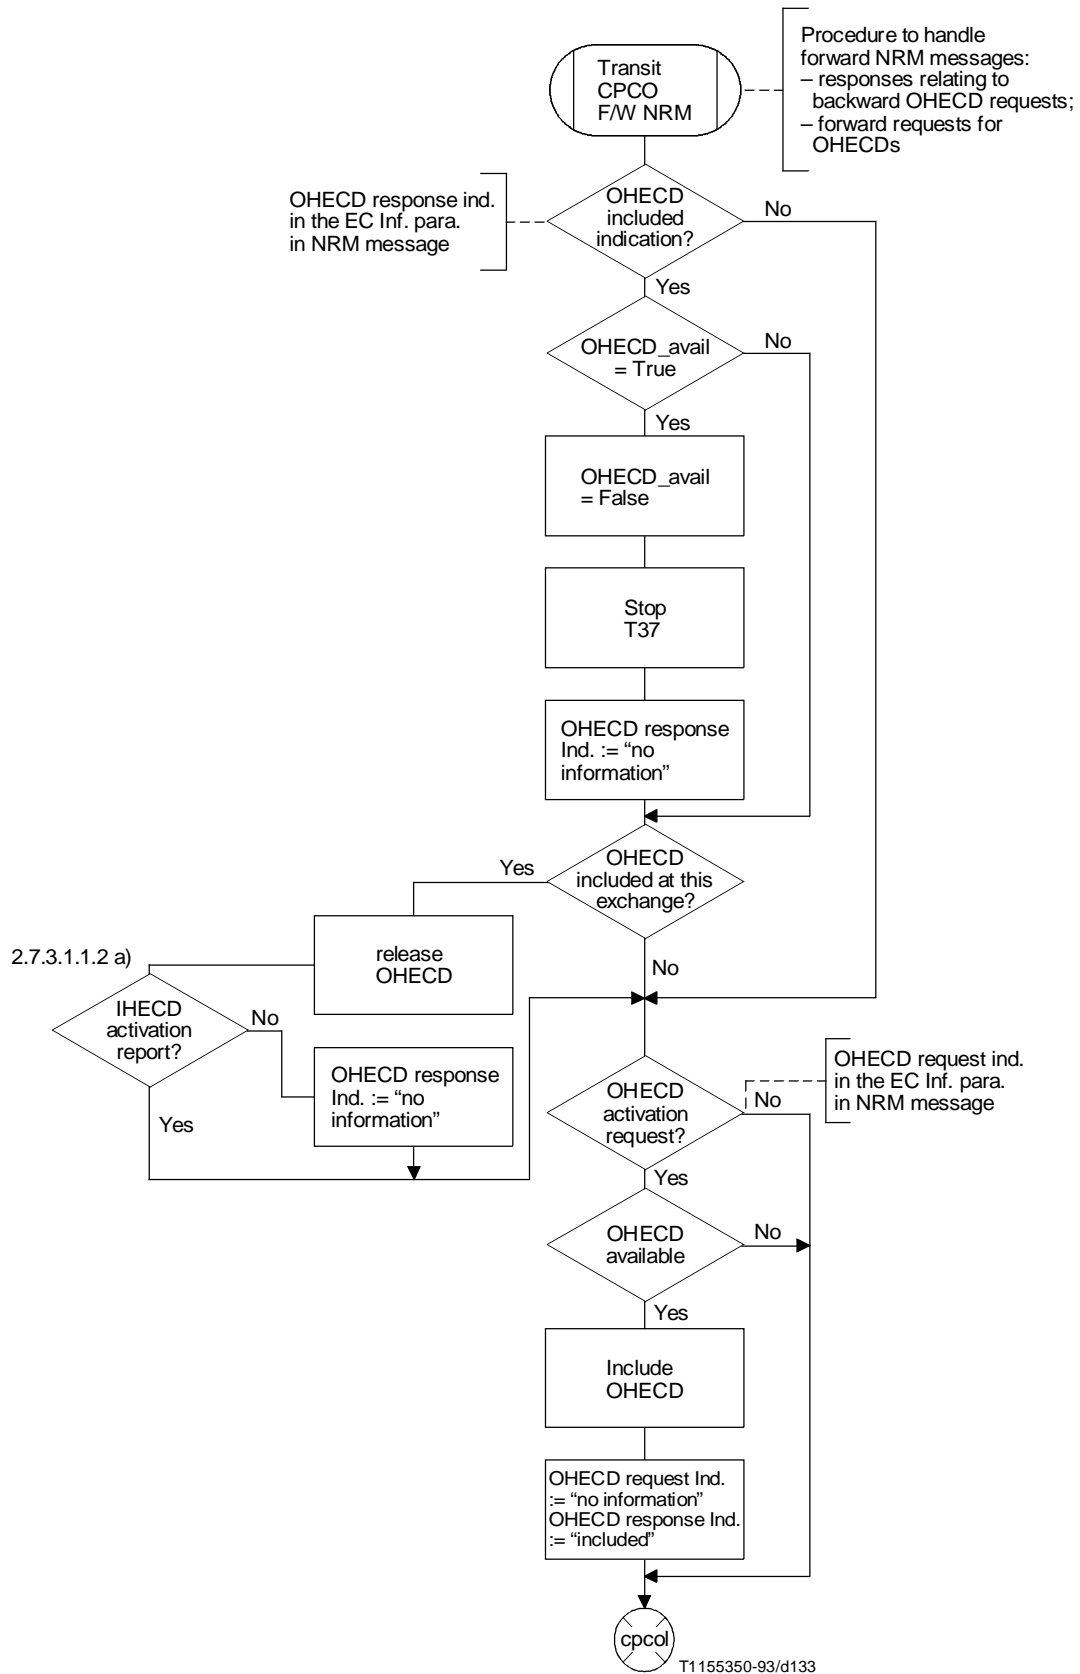 Transit
CPCO
F/W NRM
Procedure to handle
forward NRM messages:
– responses relating to
backward OHECD requests;
– forward requests for
OHECDs
OHECD response ind.
in the EC Inf. para.
in NRM message
OHECD
included
indication?
No
Yes
OHECD_avail
= True
No
Yes
OHECD_avail
= False
Stop
T37
OHECD response
Ind. := “no
information”
OHECD
included at this
exchange?
Yes
No
release
OHECD
2.7.3.1.1.2 a)
IHECD
activation
report?
No
Yes
OHECD response
Ind. := “no
information”
OHECD
activation
request?
No
Yes
OHECD request ind.
in the EC Inf. para.
in NRM message
OHECD
available
No
Yes
Include
OHECD
OHECD request Ind.
:= “no information”
OHECD response Ind.
:= “included”
cpcol
T1155350-93/d133